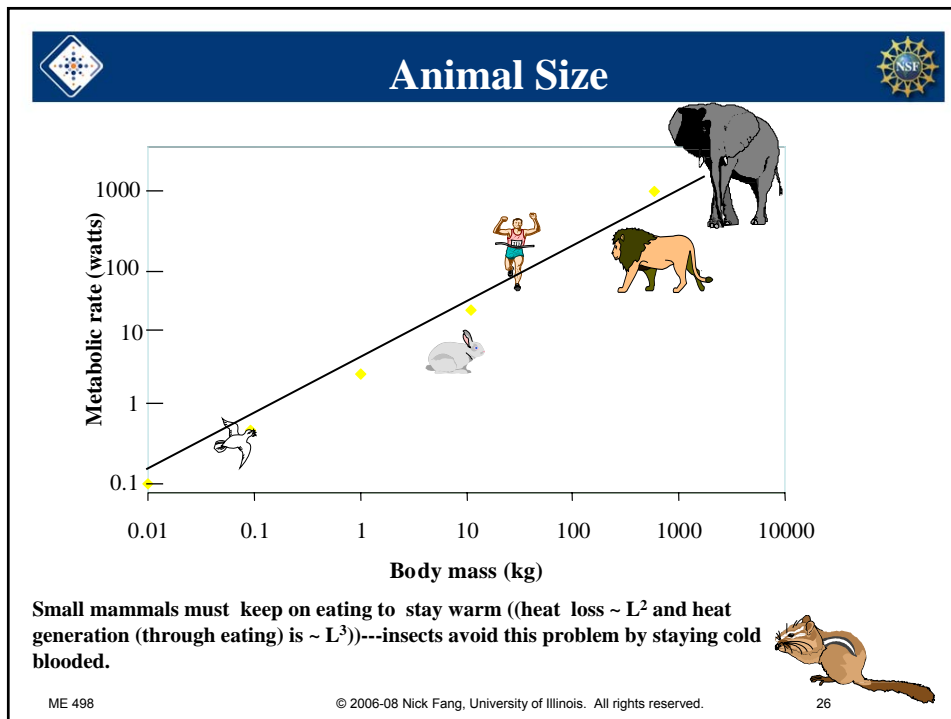 Animal Size
NSF
Metabolic rate (watts)
1000
100
10
1
0.1
0.01 0.1 1 10 100 1000 10000
Body mass (kg)
Small mammals must keep on eating to stay warm ((heat loss ~ L² and heat
generation (through eating) is ~ L³))---insects avoid this problem by staying cold
blooded.
ME 498 © 2006-08 Nick Fang, University of Illinois. All rights reserved. 26